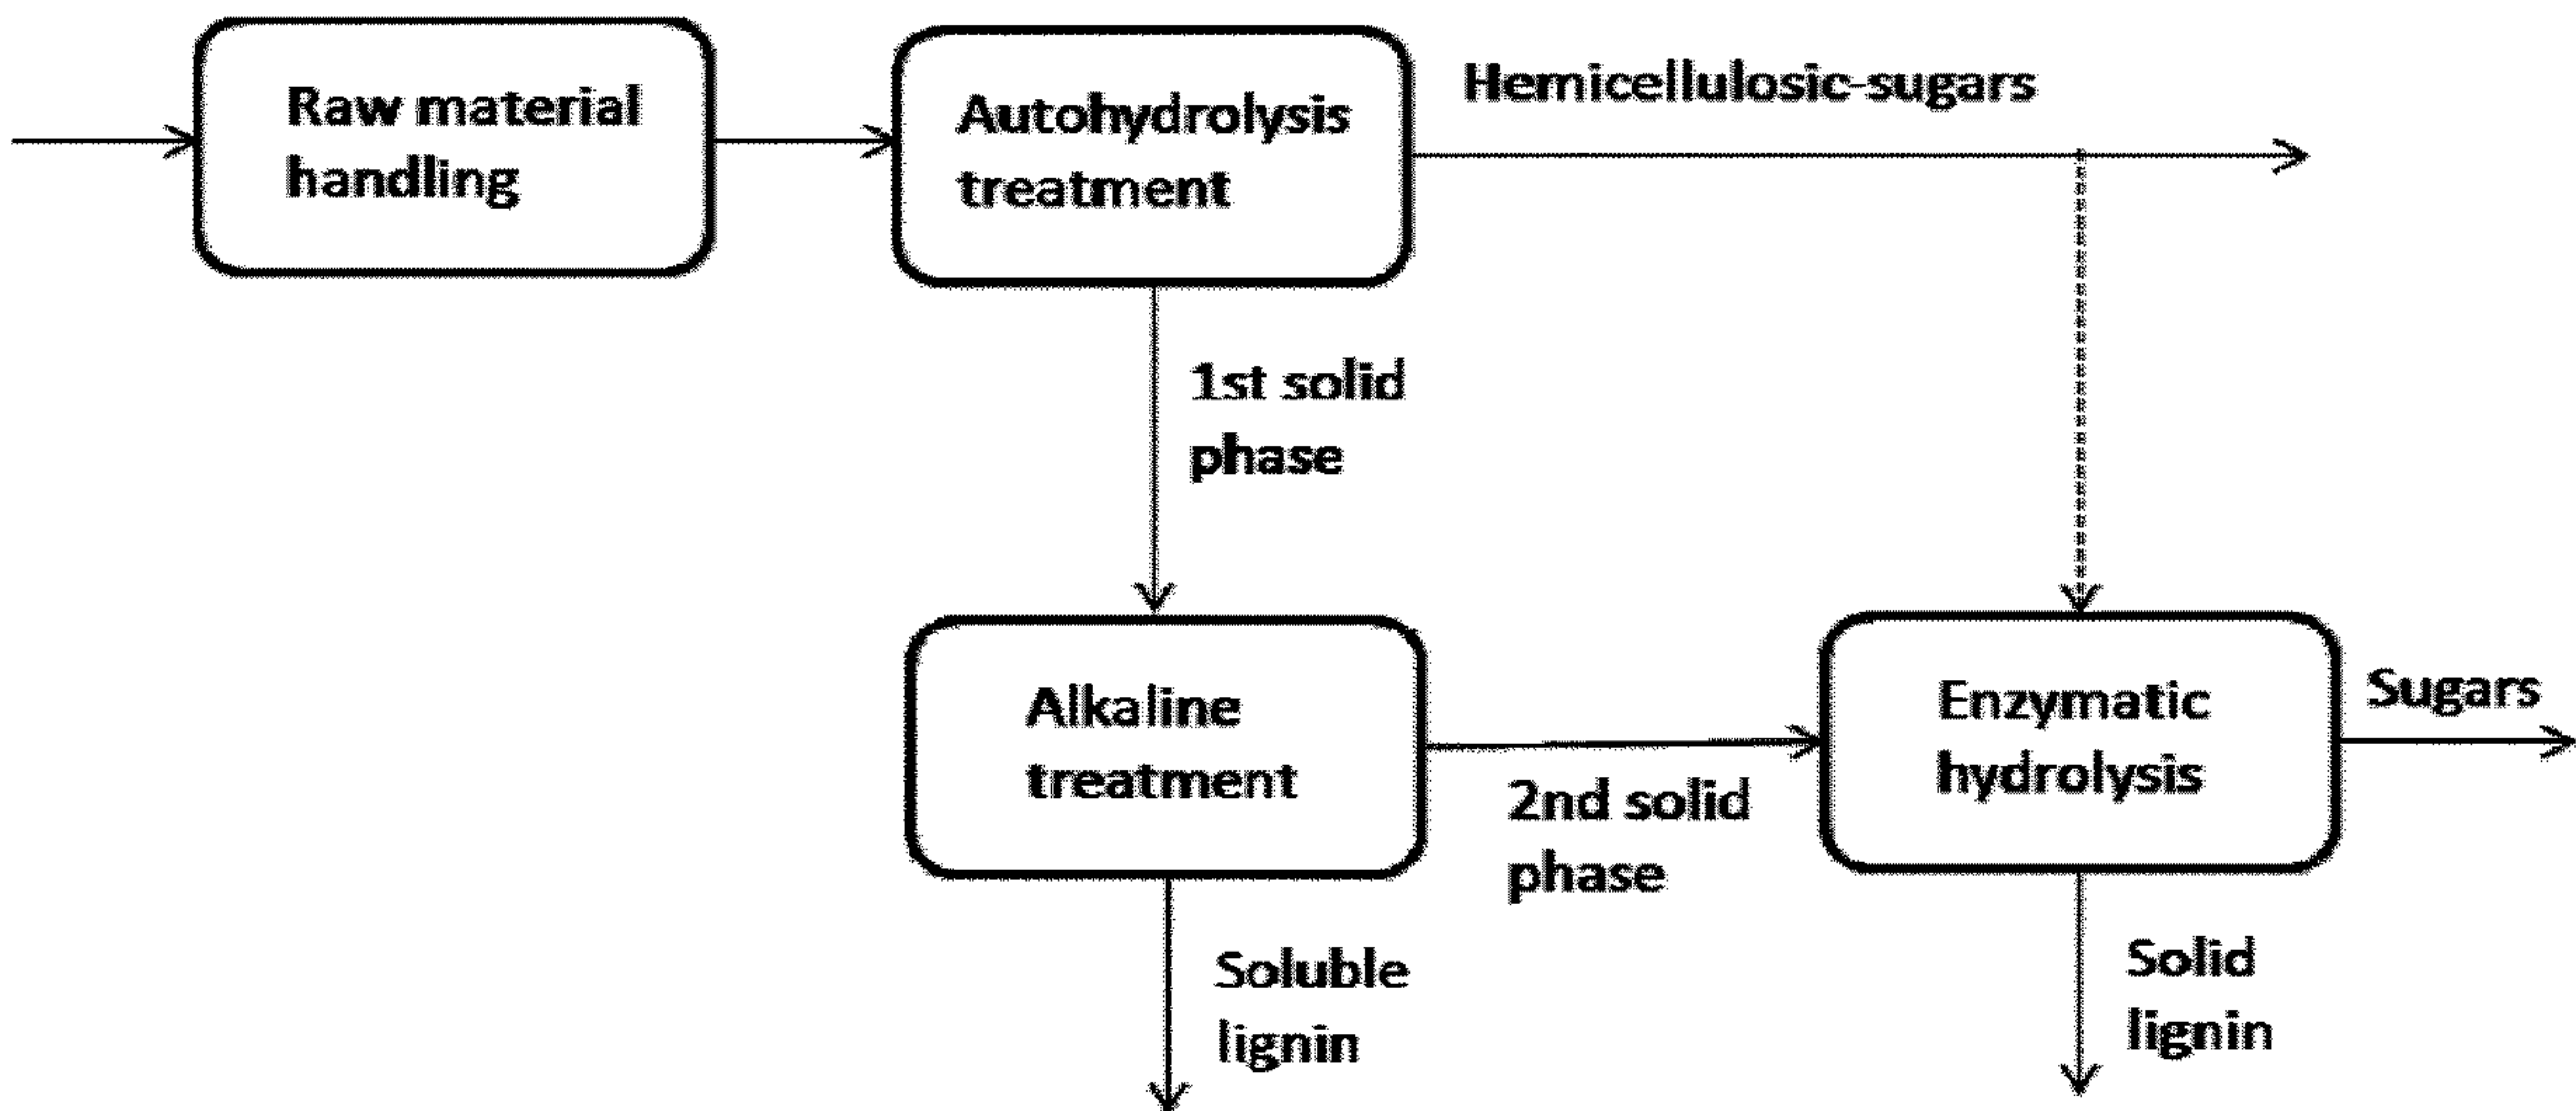 Raw material
handling
Autohydrolysis
treatment
Hemicellulosic-sugars
1st solid
phase
Alkaline
treatment
2nd solid
phase
Enzymatic
hydrolysis
Sugars
Soluble
lignin
Solid
lignin